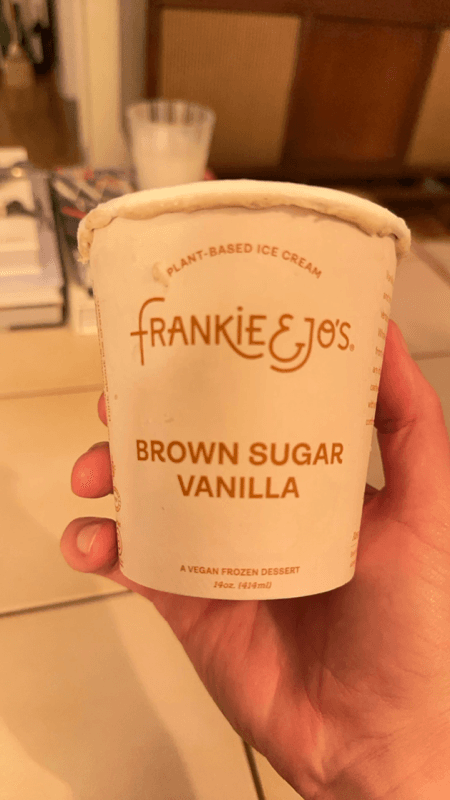 PLANT-BASED ICE CREAM
FRANKIE & JO'S®
BROWN SUGAR
VANILLA
A VEGAN FROZEN DESSERT
14oz. (414ml)